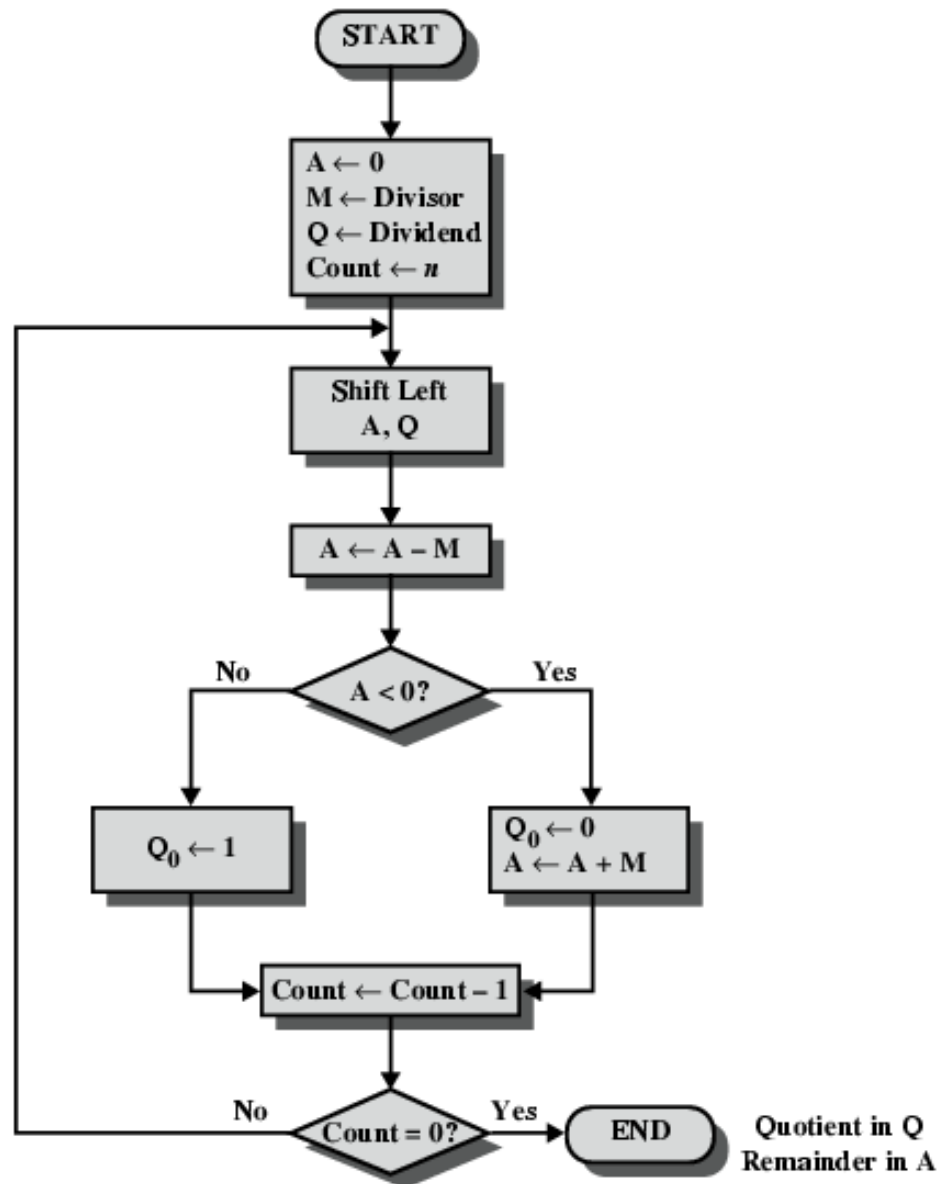 START
A ← 0
M ← Divisor
Q ← Dividend
Count ← n
Shift Left
A, Q
A ← A – M
No
Yes
A < 0?
Q₀ ← 1
Q₀ ← 0
A ← A + M
Count ← Count – 1
No
Yes
Count = 0?
END
Quotient in Q
Remainder in A